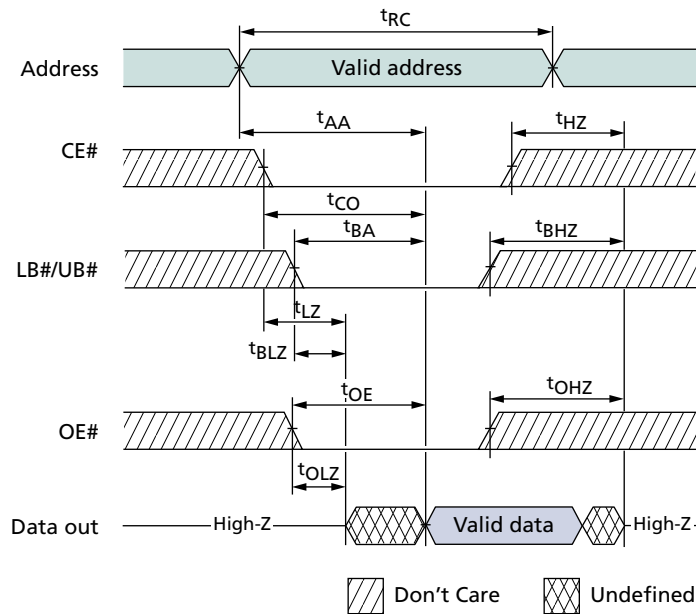 tRC
Address
Valid address
tAA
tHZ
CE#
tCO
tBA
tBHZ
LB#/UB#
tLZ
tBLZ
tOE
tOHZ
OE#
tOLZ
Data out
High-Z
Valid data
High-Z
Don't Care
Undefined